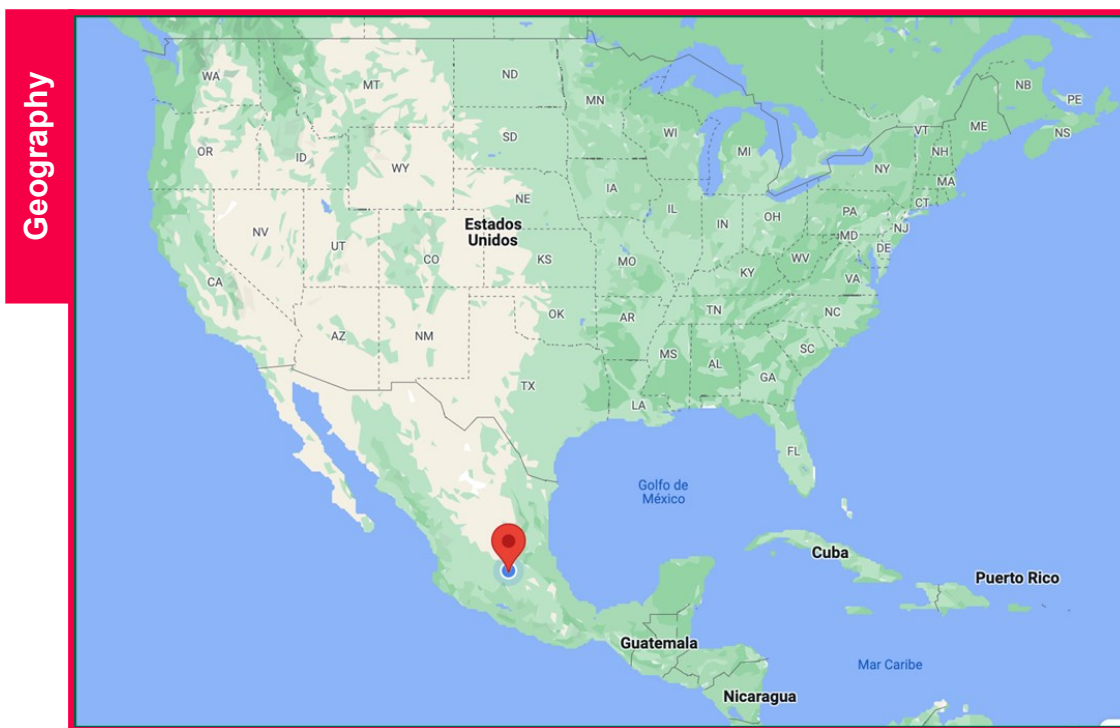 Geography
WA
MT
ND
MN
NB
PE
OR
ID
SD
WI
MI
VT
ME
NS
WY
NH
NY
MA
NE
IA
CT
NV
UT
Estados
Unidos
IL
IN
OH
PA
NJ
MD
DE
CO
KS
MO
WV
KY
VA
CA
AZ
NM
OK
AR
TN
NC
SC
TX
MS
AL
GA
LA
FL
Golfo de
México
Cuba
Puerto Rico
Guatemala
Mar Caribe
Nicaragua